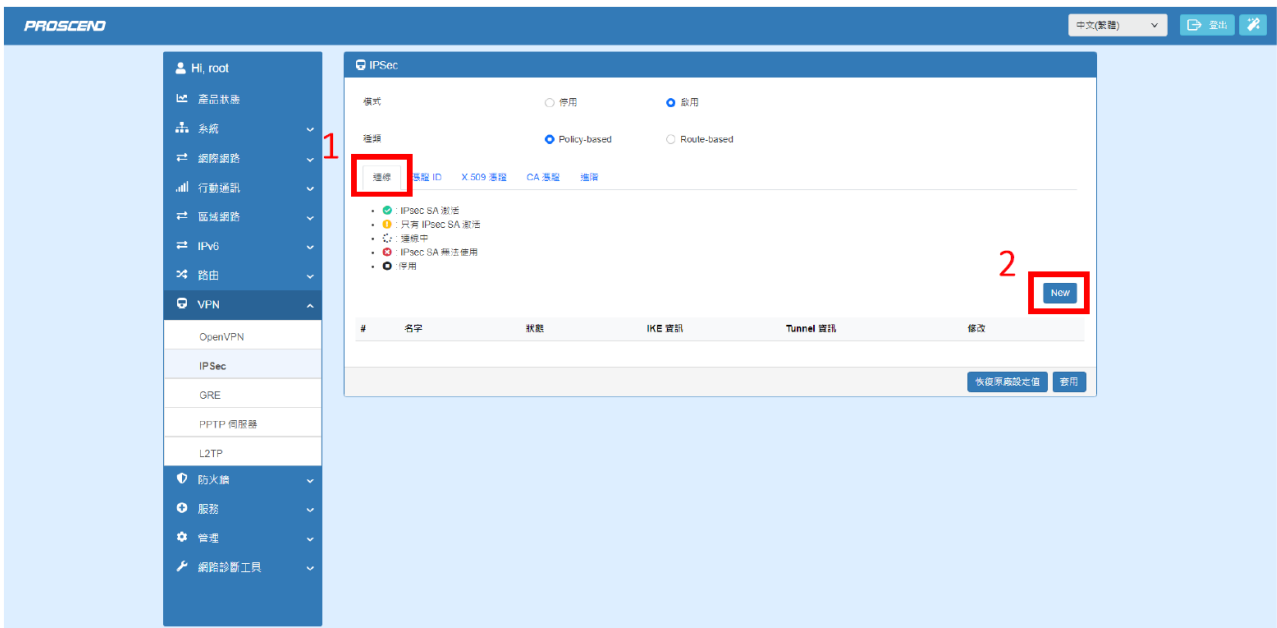 PROSCEND
中文(繁體)
登出
Hi, root
產品狀態
系統
網際網路
行動通訊
區域網路
IPv6
路由
VPN
OpenVPN
IPSec
GRE
PPTP 伺服器
L2TP
防火牆
服務
管理
網路診斷工具
IPSec
模式
停用
啟用
種類
Policy-based
Route-based
1
連線
憑證 ID
X.509 憑證
CA 憑證
進階
: IPsec SA 激活
: 只有 IPsec SA 激活
: 連線中
: IPsec SA 無法使用
:停用
2
New
# 名字 狀態 IKE 資訊 Tunnel 資訊 修改
恢復原廠設定值
套用